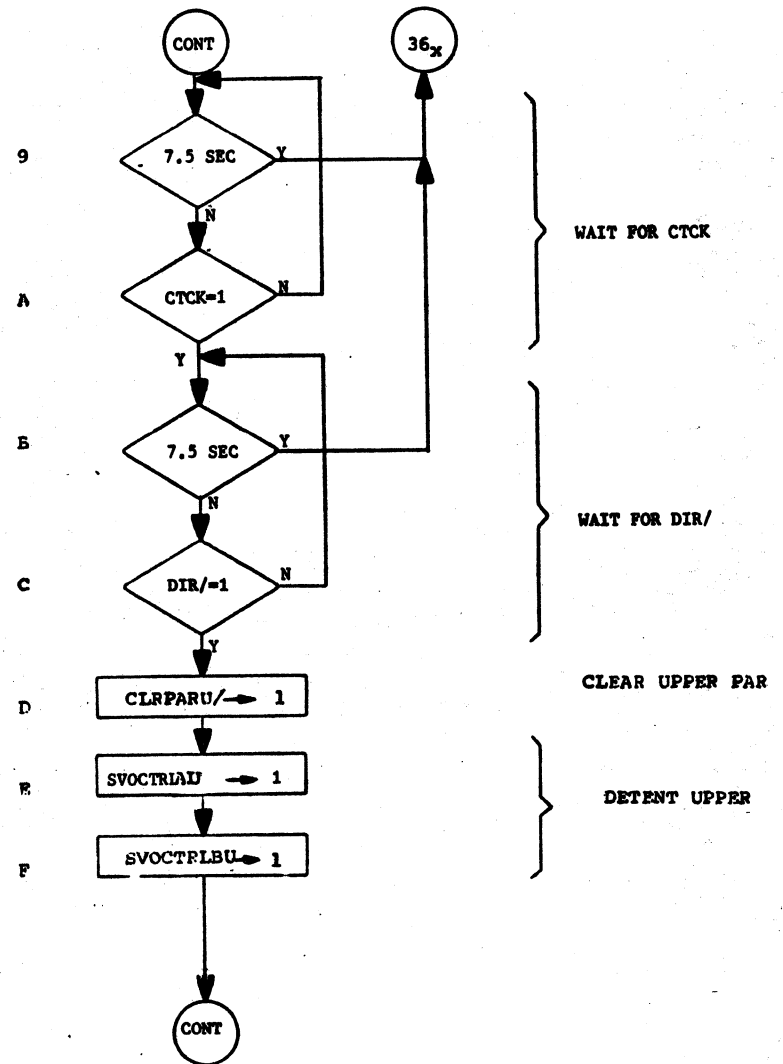 CONT
36x
9
7.5 SEC
Y
N
WAIT FOR CTCK
A
CTCK=1
N
Y
B
7.5 SEC
Y
N
WAIT FOR DIR/
C
DIR/=1
N
Y
CLEAR UPPER PAR
D
CLRPARU/→ 1
E
SVOCTRLAU → 1
DETENT UPPER
F
SVOCTRLBU→ 1
CONT